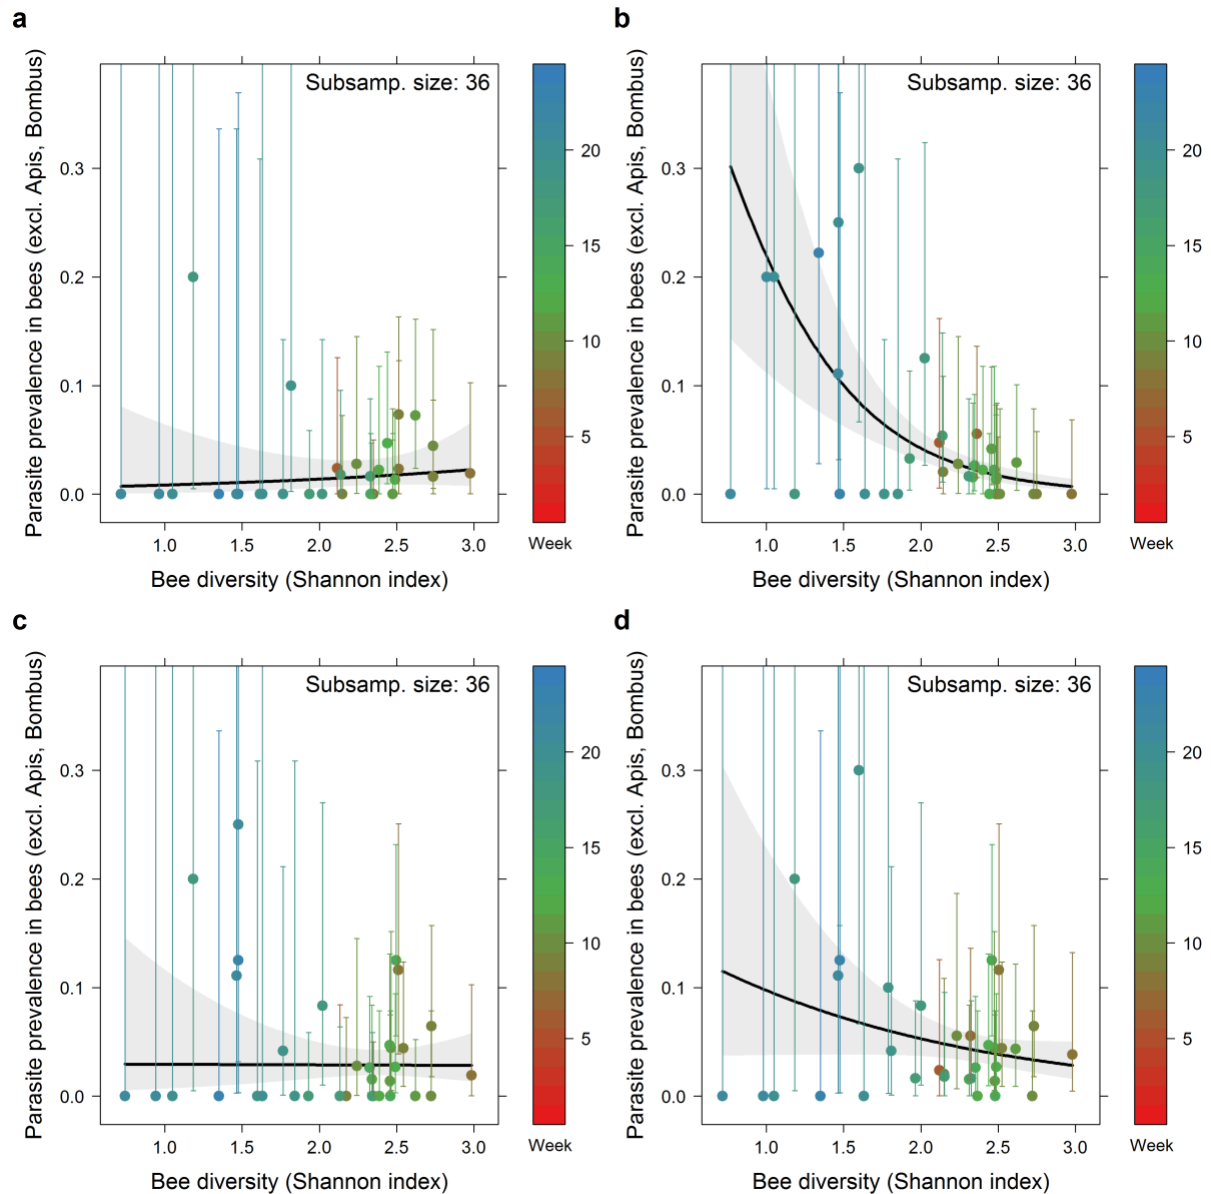 a
Parasite prevalence in bees (excl. Apis, Bombus)
Subsamp. size: 36
0.3
0.2
0.1
0.0
1.0 1.5 2.0 2.5 3.0
Bee diversity (Shannon index)
20
15
10
5
Week
b
Parasite prevalence in bees (excl. Apis, Bombus)
Subsamp. size: 36
0.3
0.2
0.1
0.0
1.0 1.5 2.0 2.5 3.0
Bee diversity (Shannon index)
20
15
10
5
Week
c
Parasite prevalence in bees (excl. Apis, Bombus)
Subsamp. size: 36
0.3
0.2
0.1
0.0
1.0 1.5 2.0 2.5 3.0
Bee diversity (Shannon index)
20
15
10
5
Week
d
Parasite prevalence in bees (excl. Apis, Bombus)
Subsamp. size: 36
0.3
0.2
0.1
0.0
1.0 1.5 2.0 2.5 3.0
Bee diversity (Shannon index)
20
15
10
5
Week